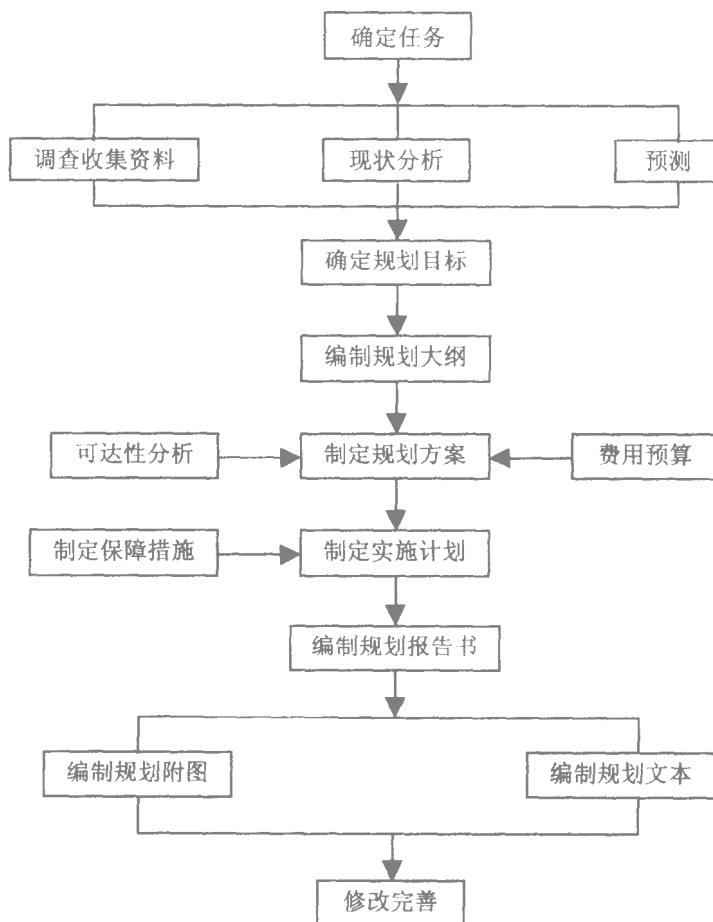 确定任务
调查收集资料
现状分析
预测
确定规划目标
编制规划大纲
可达性分析
制定规划方案
费用预算
制定保障措施
制定实施计划
编制规划报告书
编制规划附图
编制规划文本
修改完善